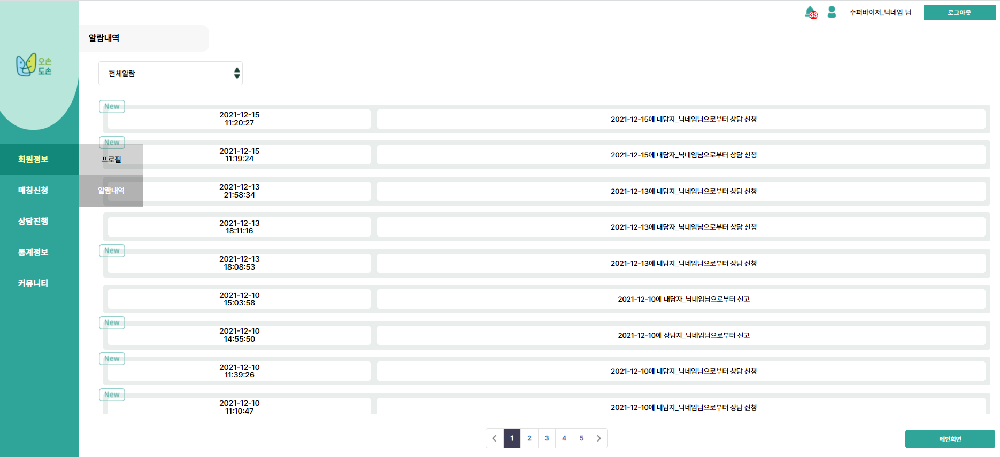 33
수퍼바이저_닉네임 님
로그아웃
오손
도손
알람내역
전체알람
회원정보
매칭신청
상담진행
통계정보
커뮤니티
프로필
알람내역
New
2021-12-15
11:20:27
2021-12-15에 내담자_닉네임님으로부터 상담 신청
New
2021-12-15
11:19:24
2021-12-15에 내담자_닉네임님으로부터 상담 신청
2021-12-13
21:58:34
2021-12-13에 내담자_닉네임님으로부터 상담 신청
2021-12-13
18:11:16
2021-12-13에 내담자_닉네임님으로부터 상담 신청
New
2021-12-13
18:08:53
2021-12-13에 내담자_닉네임님으로부터 상담 신청
2021-12-10
15:03:58
2021-12-10에 내담자_닉네임님으로부터 신고
New
2021-12-10
14:55:50
2021-12-10에 상담자_닉네임님으로부터 신고
New
2021-12-10
11:39:26
2021-12-10에 내담자_닉네임님으로부터 상담 신청
New
2021-12-10
11:10:47
2021-12-10에 내담자_닉네임님으로부터 상담 신청
1 2 3 4 5
메인화면